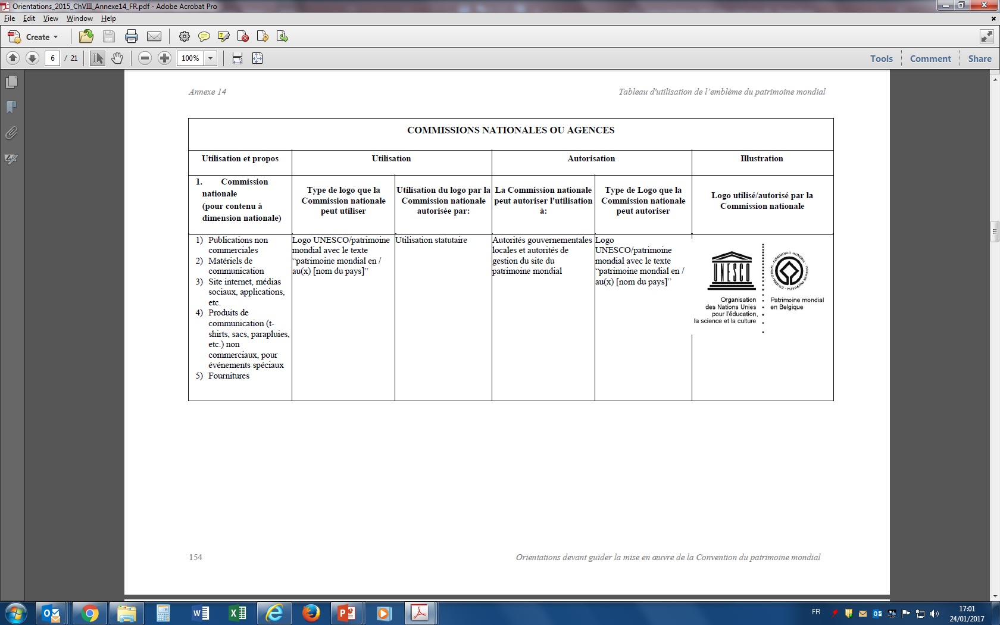 Orientations_2015_ChVIII_Annexe14_FR.pdf - Adobe Acrobat Pro
File Edit View Window Help
Create
6 / 21
100%
Tools Comment Share
Annexe 14
Tableau d'utilisation de l’emblème du patrimoine mondial
COMMISSIONS NATIONALES OU AGENCES
Utilisation et propos
Utilisation
Autorisation
Illustration
1. Commission
nationale
(pour contenu à
dimension nationale)
Type de logo que la
Commission nationale
peut utiliser
Utilisation du logo par la
Commission nationale
autorisée par:
La Commission nationale
peut autoriser l'utilisation
à:
Type de Logo que la
Commission nationale
peut autoriser
Logo utilisé/autorisé par la
Commission nationale
1) Publications non
commerciales
2) Matériels de
communication
3) Site internet, médias
sociaux, applications,
etc.
4) Produits de
communication (t-
shirts, sacs, parapluies,
etc.) non
commerciaux, pour
événements spéciaux
5) Fournitures
Logo UNESCO/patrimoine
mondial avec le texte
“patrimoine mondial en /
au(x) [nom du pays]”
Utilisation statutaire
Autorités gouvernementales
locales et autorités de
gestion du site du
patrimoine mondial
Logo
UNESCO/patrimoine
mondial avec le texte
“patrimoine mondial en /
au(x) [nom du pays]”
UNESCO
WORLD HERITAGE · PATRIMOINE MONDIAL · PATRIMONIO MUNDIAL
Organisation
des Nations Unies
pour l'éducation,
la science et la culture
Patrimoine mondial
en Belgique
154
Orientations devant guider la mise en œuvre de la Convention du patrimoine mondial
FR
17:01
24/01/2017